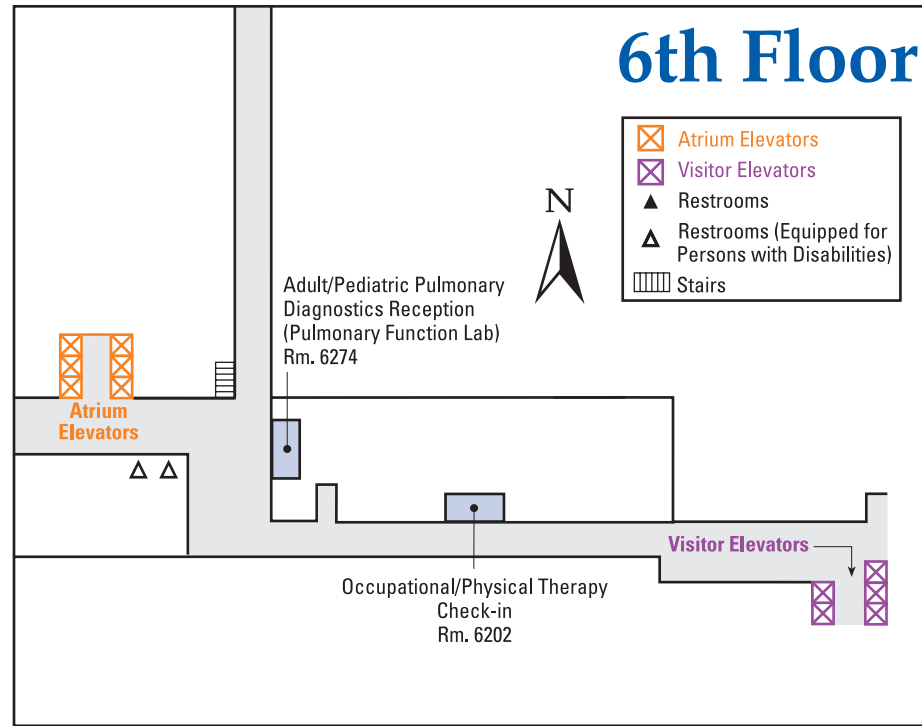 6th Floor
Atrium Elevators
Visitor Elevators
Restrooms
Restrooms (Equipped for
Persons with Disabilities)
Stairs
N
Adult/Pediatric Pulmonary
Diagnostics Reception
(Pulmonary Function Lab)
Rm. 6274
Atrium
Elevators
Visitor Elevators
Occupational/Physical Therapy
Check-in
Rm. 6202